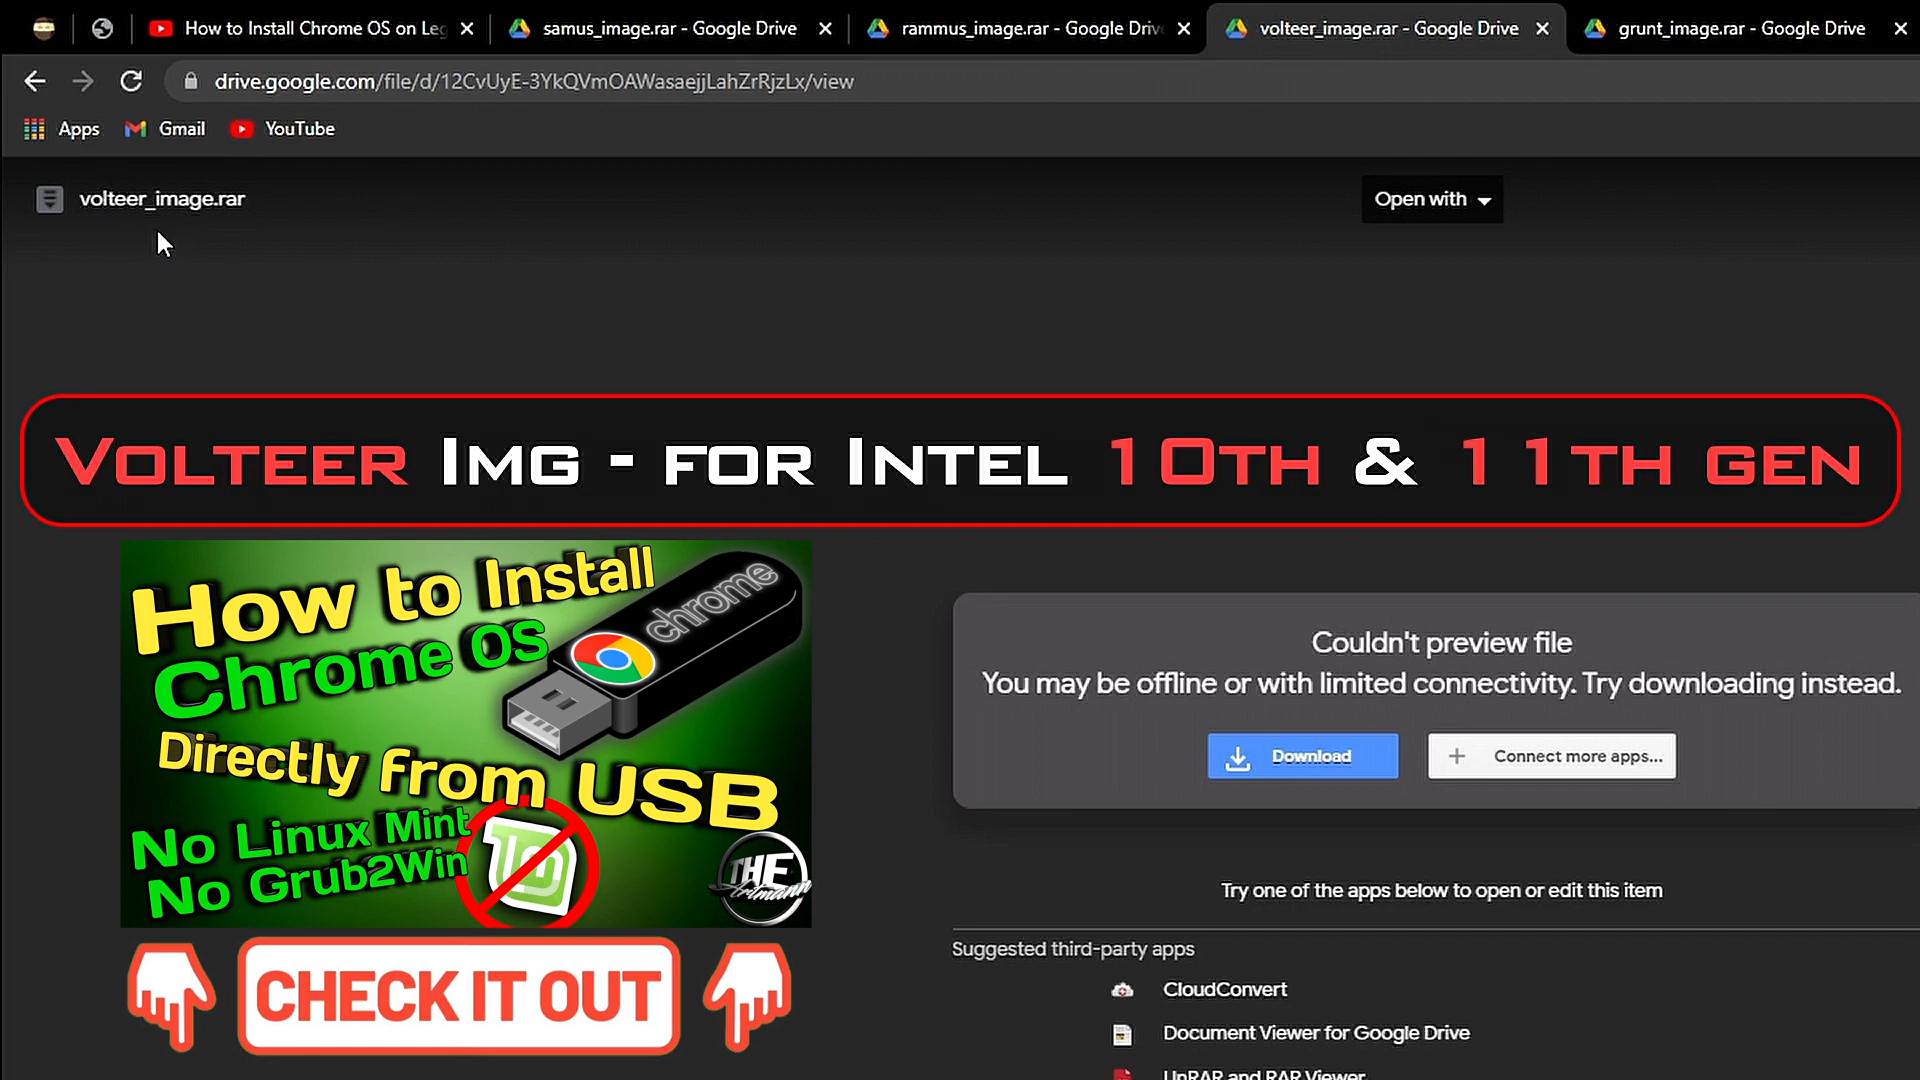 How to Install Chrome OS on Leg
samus_image.rar - Google Drive
rammus_image.rar - Google Drive
volteer_image.rar - Google Drive
grunt_image.rar - Google Drive
drive.google.com/file/d/12CvUyE-3YkQVmOAWasaejjLahZrRjzLx/view
Apps
Gmail
YouTube
volteer_image.rar
Open with
Volteer Img - for Intel 10th & 11th gen
How to Install
Chrome OS
chrome
Directly from USB
No Linux Mint
No Grub2Win
THE
Artmann
CHECK IT OUT
Couldn't preview file
You may be offline or with limited connectivity. Try downloading instead.
Download
Connect more apps...
Try one of the apps below to open or edit this item
Suggested third-party apps
CloudConvert
Document Viewer for Google Drive
UnRAR and RAR Viewer